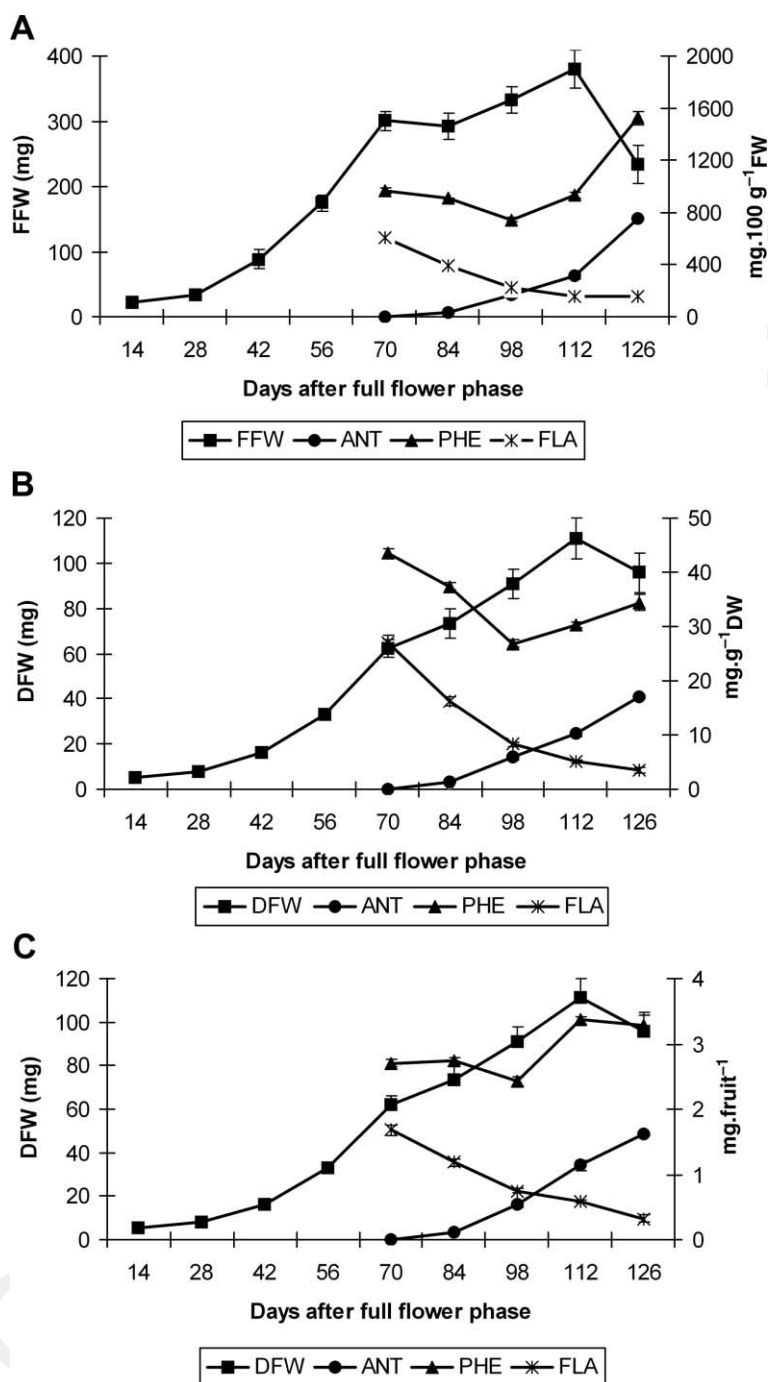 A
400
300
200
100
0
FFW (mg)
2000
1600
1200
800
400
0
mg.100 g⁻¹FW
14 28 42 56 70 84 98 112 126
Days after full flower phase
FFW ANT PHE FLA
B
120
100
80
60
40
20
0
DFW (mg)
50
40
30
20
10
0
mg.g⁻¹DW
14 28 42 56 70 84 98 112 126
Days after full flower phase
DFW ANT PHE FLA
C
120
100
80
60
40
20
0
DFW (mg)
4
3
2
1
0
mg.fruit⁻¹
14 28 42 56 70 84 98 112 126
Days after full flower phase
DFW ANT PHE FLA